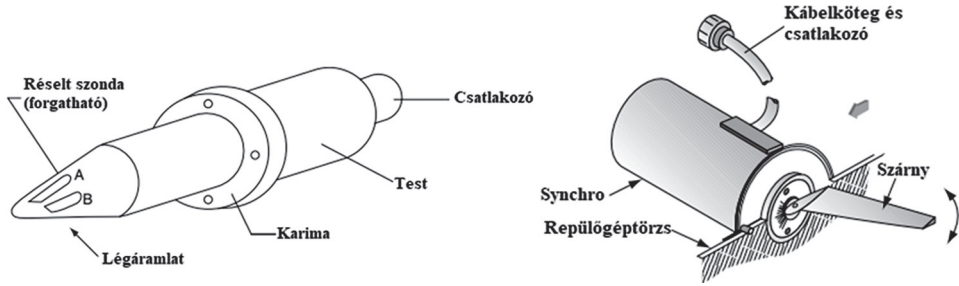 Réselt szonda
(forgatható)
A
B
Légáramlat
Karima
Test
Csatlakozó
Kábelköteg és
csatlakozó
Synchro
Repülőgéptörzs
Szárny